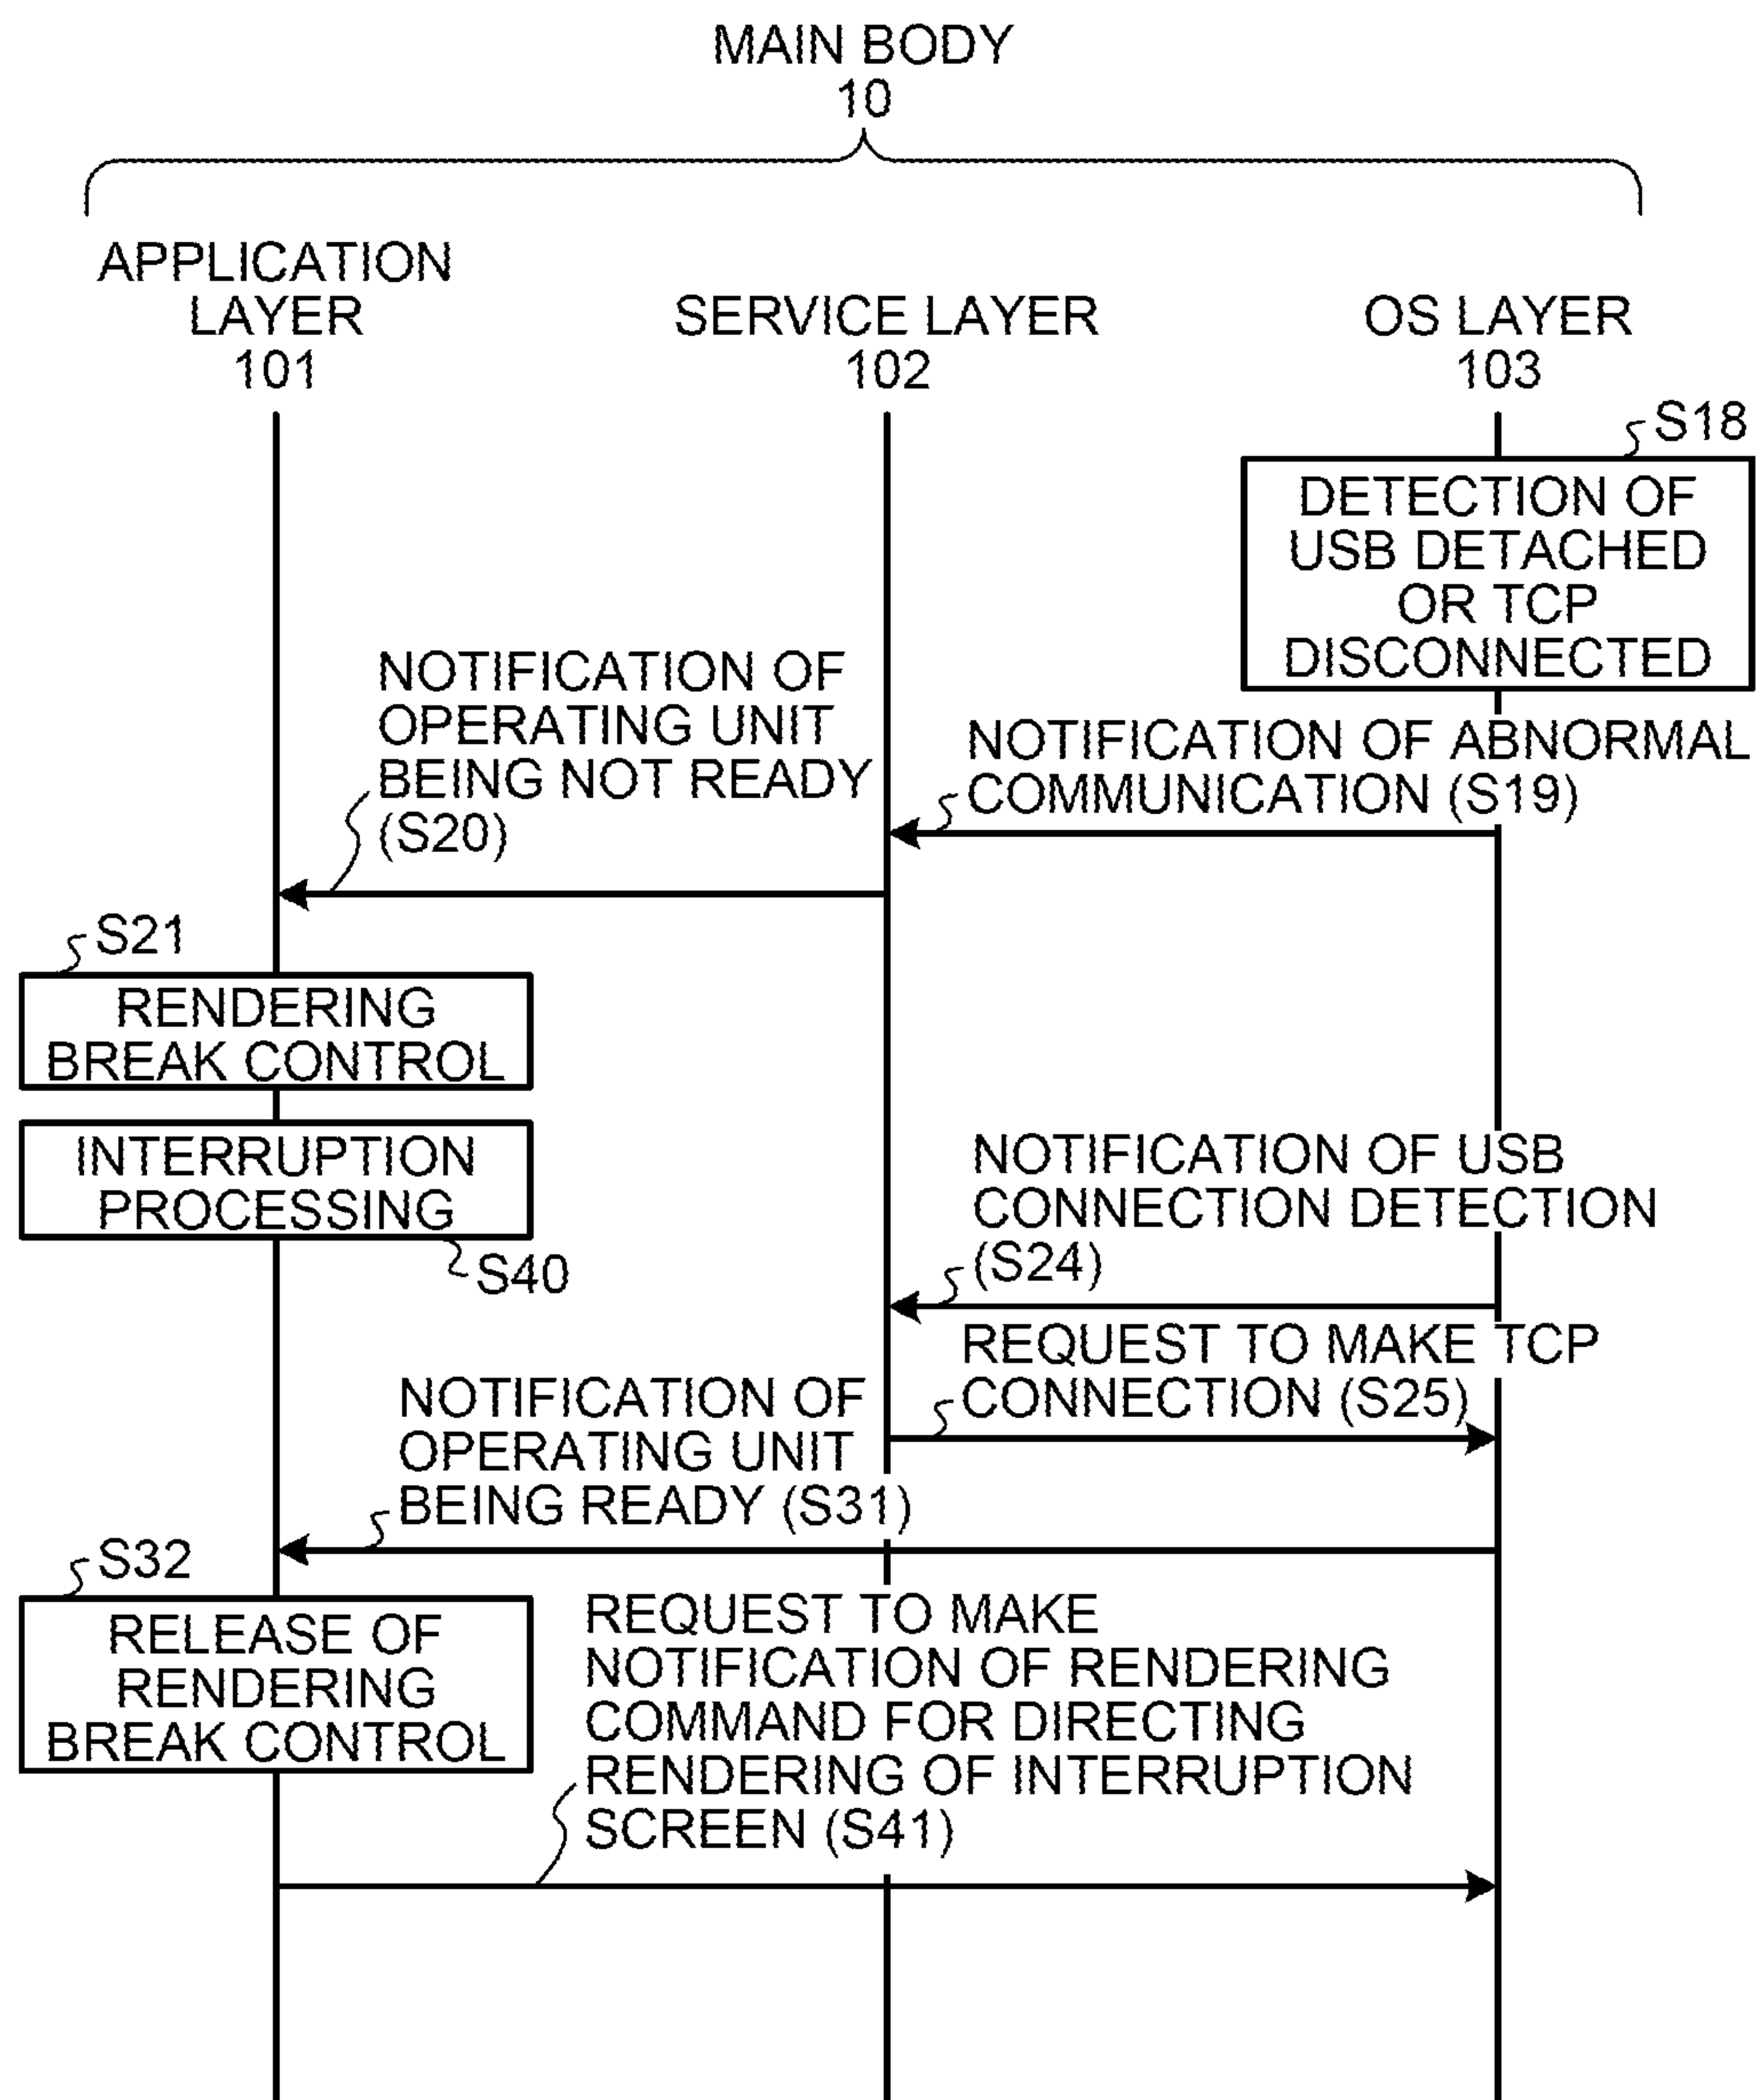 MAIN BODY
10
APPLICATION
LAYER
101
SERVICE LAYER
102
OS LAYER
103
S18
DETECTION OF
USB DETACHED
OR TCP
DISCONNECTED
NOTIFICATION OF ABNORMAL
COMMUNICATION (S19)
NOTIFICATION OF
OPERATING UNIT
BEING NOT READY
(S20)
S21
RENDERING
BREAK CONTROL
INTERRUPTION
PROCESSING
S40
NOTIFICATION OF USB
CONNECTION DETECTION
(S24)
REQUEST TO MAKE TCP
CONNECTION (S25)
NOTIFICATION OF
OPERATING UNIT
BEING READY (S31)
S32
RELEASE OF
RENDERING
BREAK CONTROL
REQUEST TO MAKE
NOTIFICATION OF RENDERING
COMMAND FOR DIRECTING
RENDERING OF INTERRUPTION
SCREEN (S41)